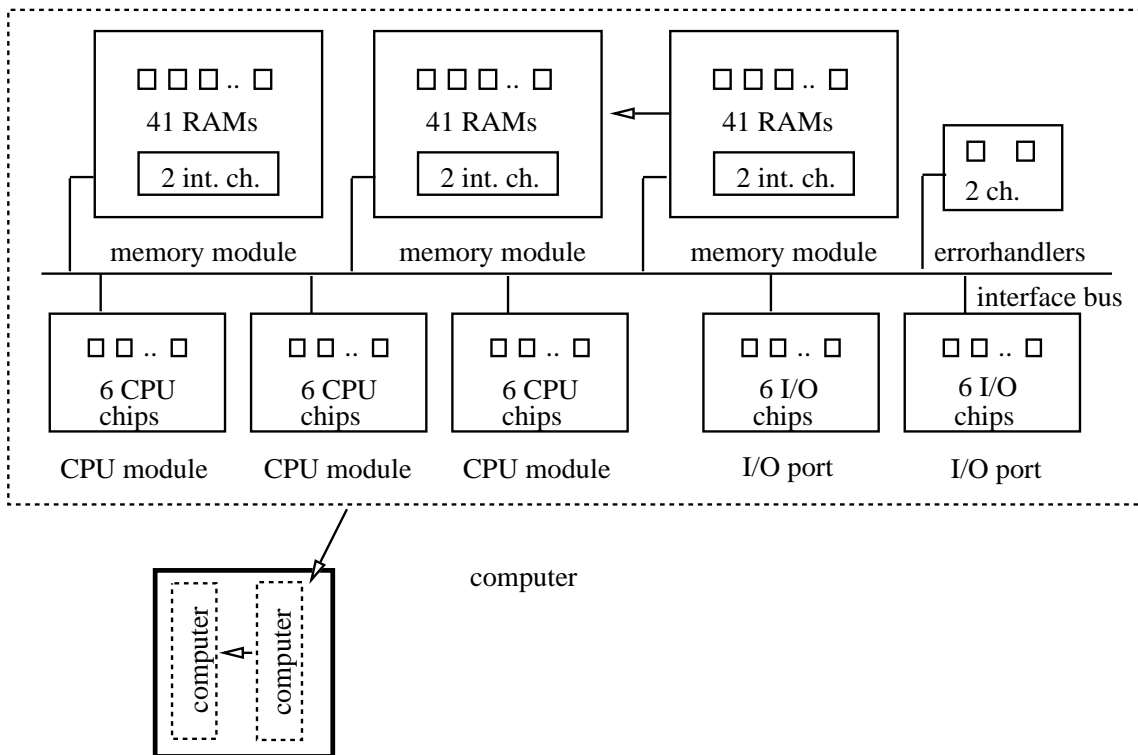 41 RAMs
2 int. ch.
memory module
41 RAMs
2 int. ch.
memory module
41 RAMs
2 int. ch.
memory module
2 ch.
errorhandlers
interface bus
6 CPU
chips
CPU module
6 CPU
chips
CPU module
6 CPU
chips
CPU module
6 I/O
chips
I/O port
6 I/O
chips
I/O port
computer
computer
computer